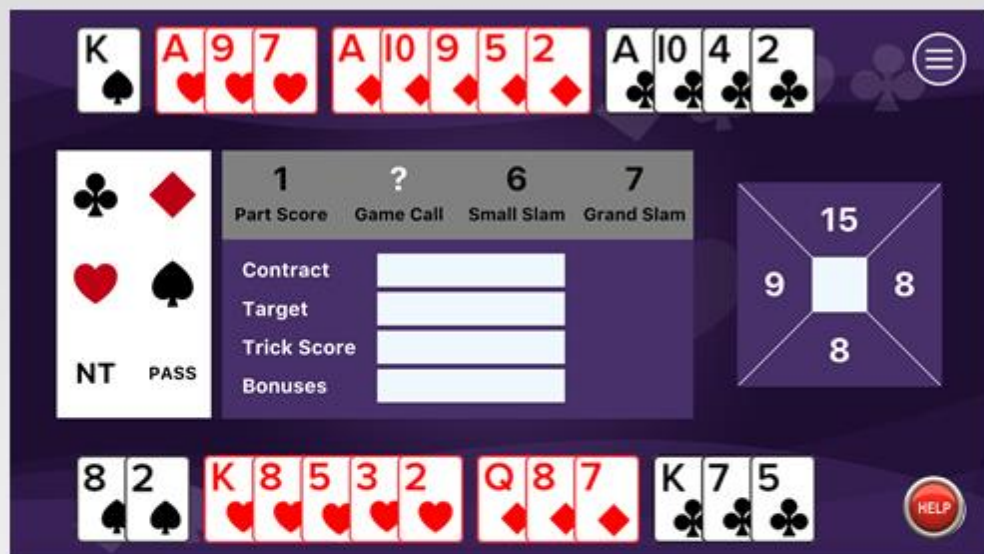 K A 9 7 A 10 9 5 2 A 10 4 2
1 ? 6 7
Part Score Game Call Small Slam Grand Slam
15
Contract
9 8
Target
Trick Score
8
NT PASS
Bonuses
8 2 K 8 5 3 2 Q 8 7 K 7 5
HELP